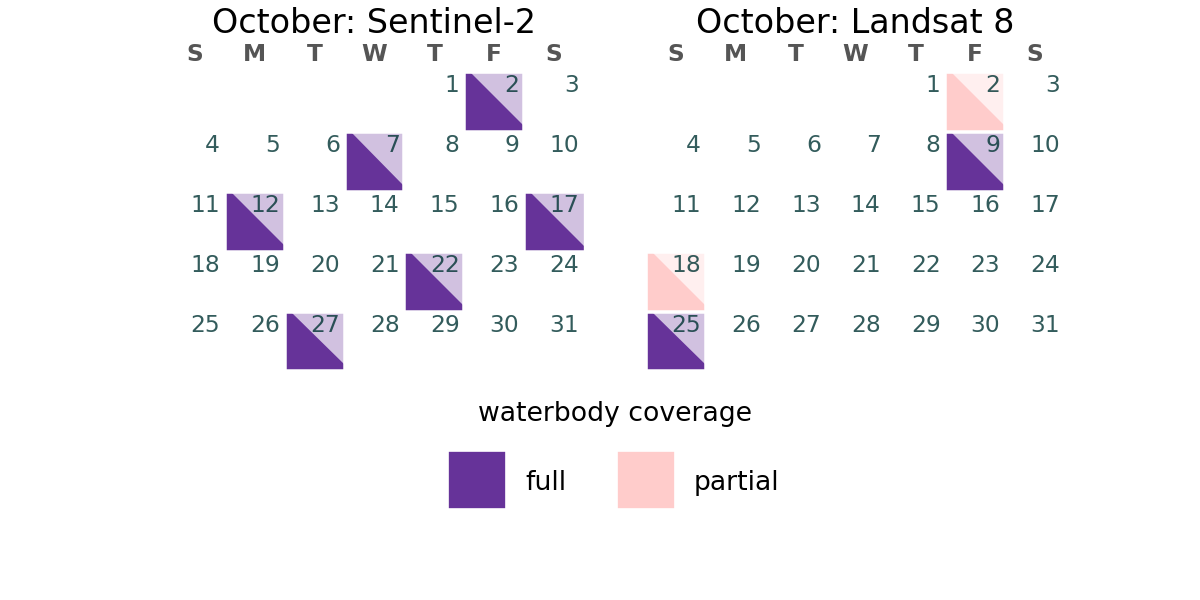 October: Sentinel-2
S M T W T F S
1 2 3
4 5 6 7 8 9 10
11 12 13 14 15 16 17
18 19 20 21 22 23 24
25 26 27 28 29 30 31
October: Landsat 8
S M T W T F S
1 2 3
4 5 6 7 8 9 10
11 12 13 14 15 16 17
18 19 20 21 22 23 24
25 26 27 28 29 30 31
waterbody coverage
full partial